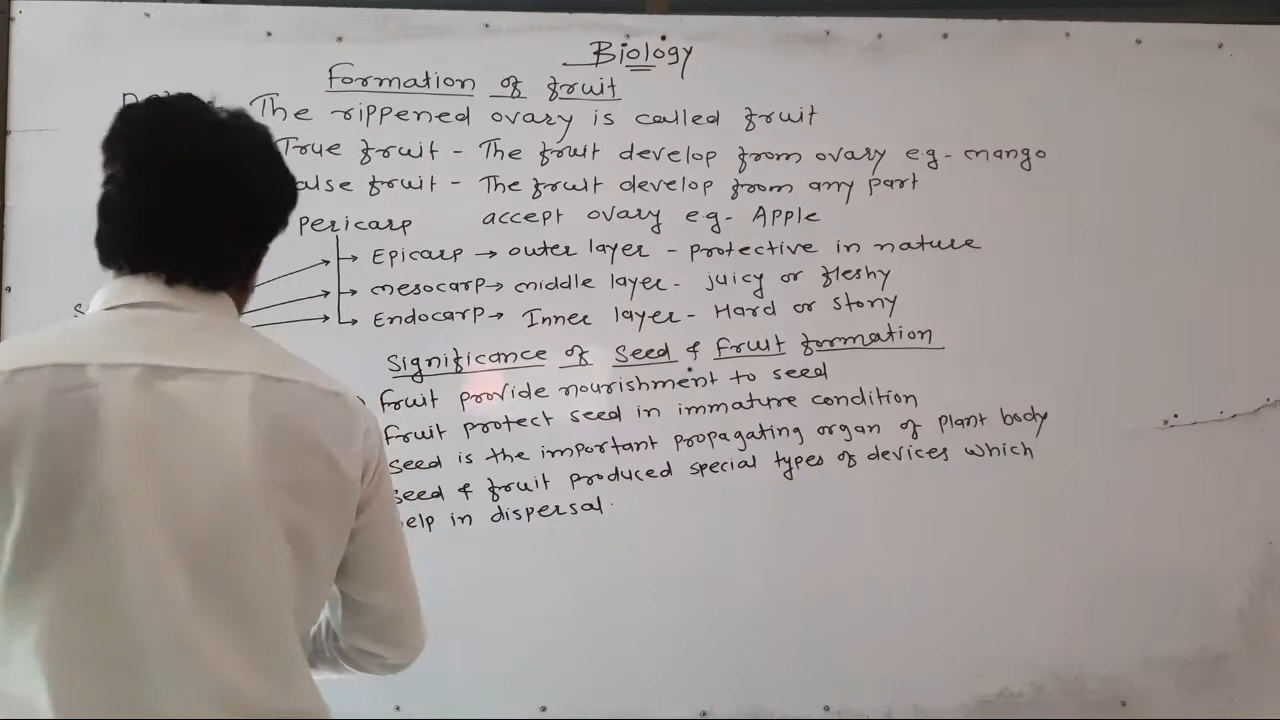 Biology
Formation of fruit
The rippened ovary is called fruit
True fruit - The fruit develop from ovary eg- mango
alse fruit - The fruit develop from any part
Pericarp accept ovary eg- Apple
Epicarp → outer layer - protective in nature
mesocarp → middle layer - juicy or fleshy
Endocarp → Inner layer - Hard or stony
Significance of seed & fruit formation
) fruit provide nourishment to seed
fruit protect seed in immature condition
seed is the important propagating organ of plant body
seed & fruit produced special types of devices which
elp in dispersal.